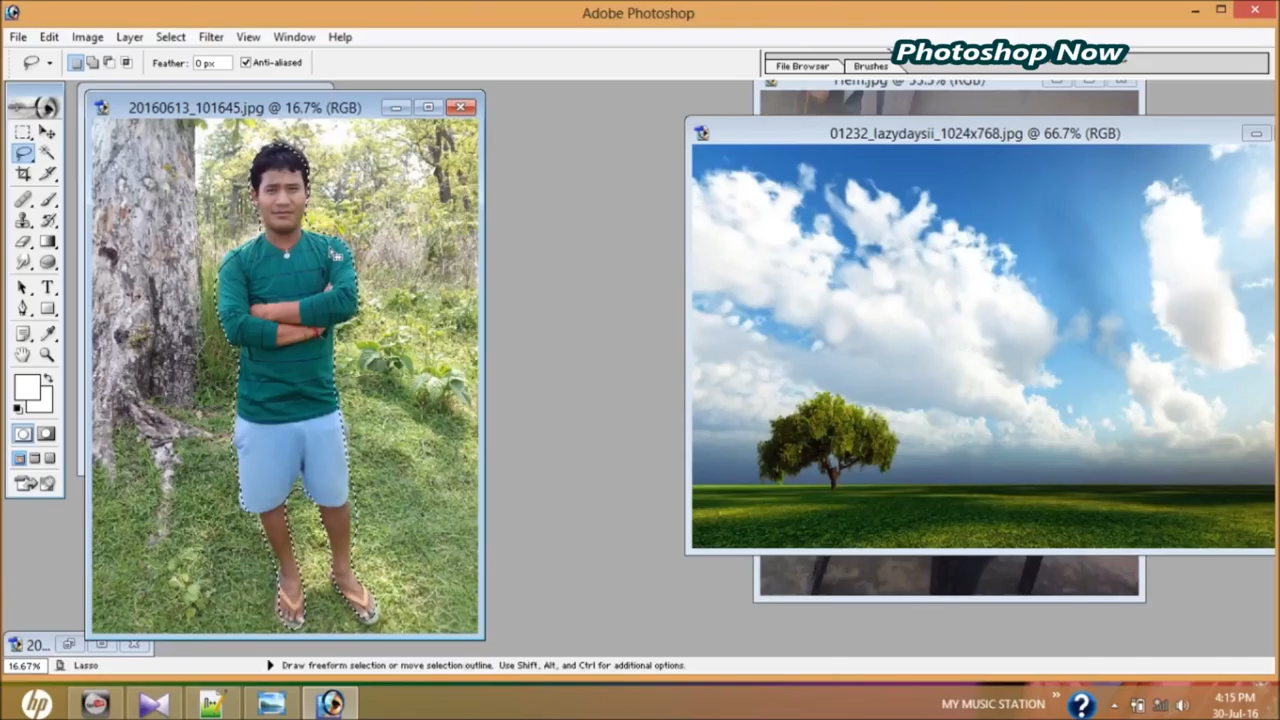 Adobe Photoshop
File Edit Image Layer Select Filter View Window Help
Feather: 0 px Anti-aliased
File Browser Brushes
Photoshop Now
20160613_101645.jpg @ 16.7% (RGB)
01232_lazydaysii_1024x768.jpg @ 66.7% (RGB)
20...
16.67% Lasso Draw freeform selection or move selection outline. Use Shift, Alt, and Ctrl for additional options.
hp
MY MUSIC STATION
4:15 PM
30-Jul-16